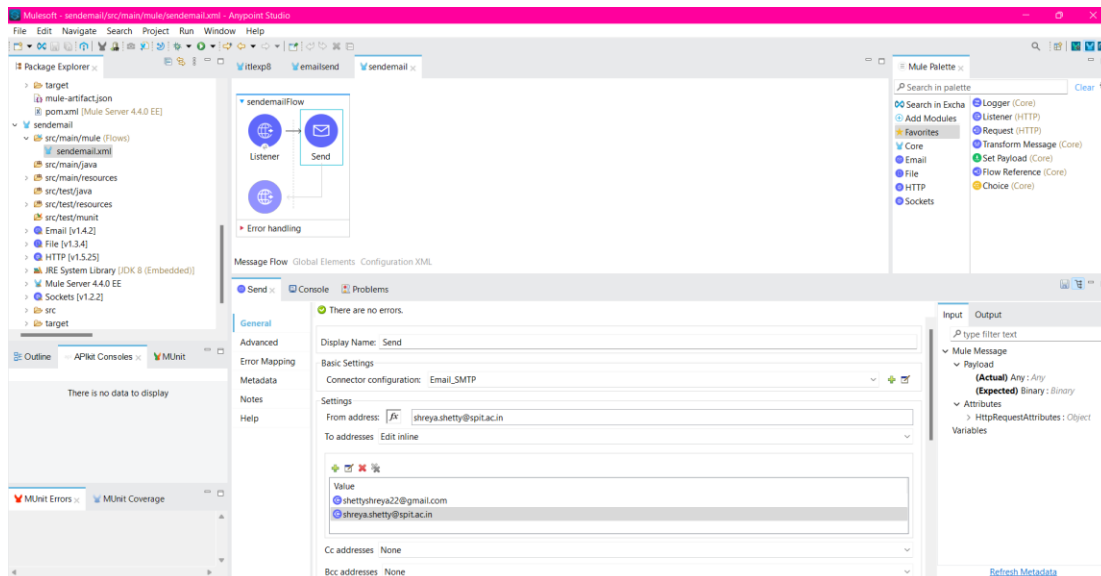 Mulesoft - sendemail/src/main/mule/sendemail.xml - Anypoint Studio
File Edit Navigate Search Project Run Window Help
Package Explorer
target
mule-artifact.json
pom.xml [Mule Server 4.4.0 EE]
sendemail
src/main/mule (Flows)
sendemail.xml
src/main/java
src/main/resources
src/test/java
src/test/resources
src/test/munit
Email [v1.4.2]
File [v1.3.4]
HTTP [v1.5.25]
JRE System Library [JDK 8 (Embedded)]
Mule Server 4.4.0 EE
Sockets [v1.2.2]
src
target
Outline APIkit Consoles MUnit
There is no data to display
MUnit Errors MUnit Coverage
itlexp8 emailsend sendemail
sendemailFlow
Listener Send
Error handling
Message Flow Global Elements Configuration XML
Mule Palette
Search in palette Clear
Search in Excha
Add Modules
Favorites
Core
Email
File
HTTP
Sockets
Logger (Core)
Listener (HTTP)
Request (HTTP)
Transform Message (Core)
Set Payload (Core)
Flow Reference (Core)
Choice (Core)
Send Console Problems
General
Advanced
Error Mapping
Metadata
Notes
Help
There are no errors.
Display Name: Send
Basic Settings
Connector configuration: Email_SMTP
Settings
From address: fx shreya.shetty@spit.ac.in
To addresses Edit inline
Value
shettyshreya22@gmail.com
shreya.shetty@spit.ac.in
Cc addresses None
Bcc addresses None
Input Output
type filter text
Mule Message
Payload
(Actual) Any : Any
(Expected) Binary : Binary
Attributes
HttpRequestAttributes : Object
Variables
Refresh Metadata